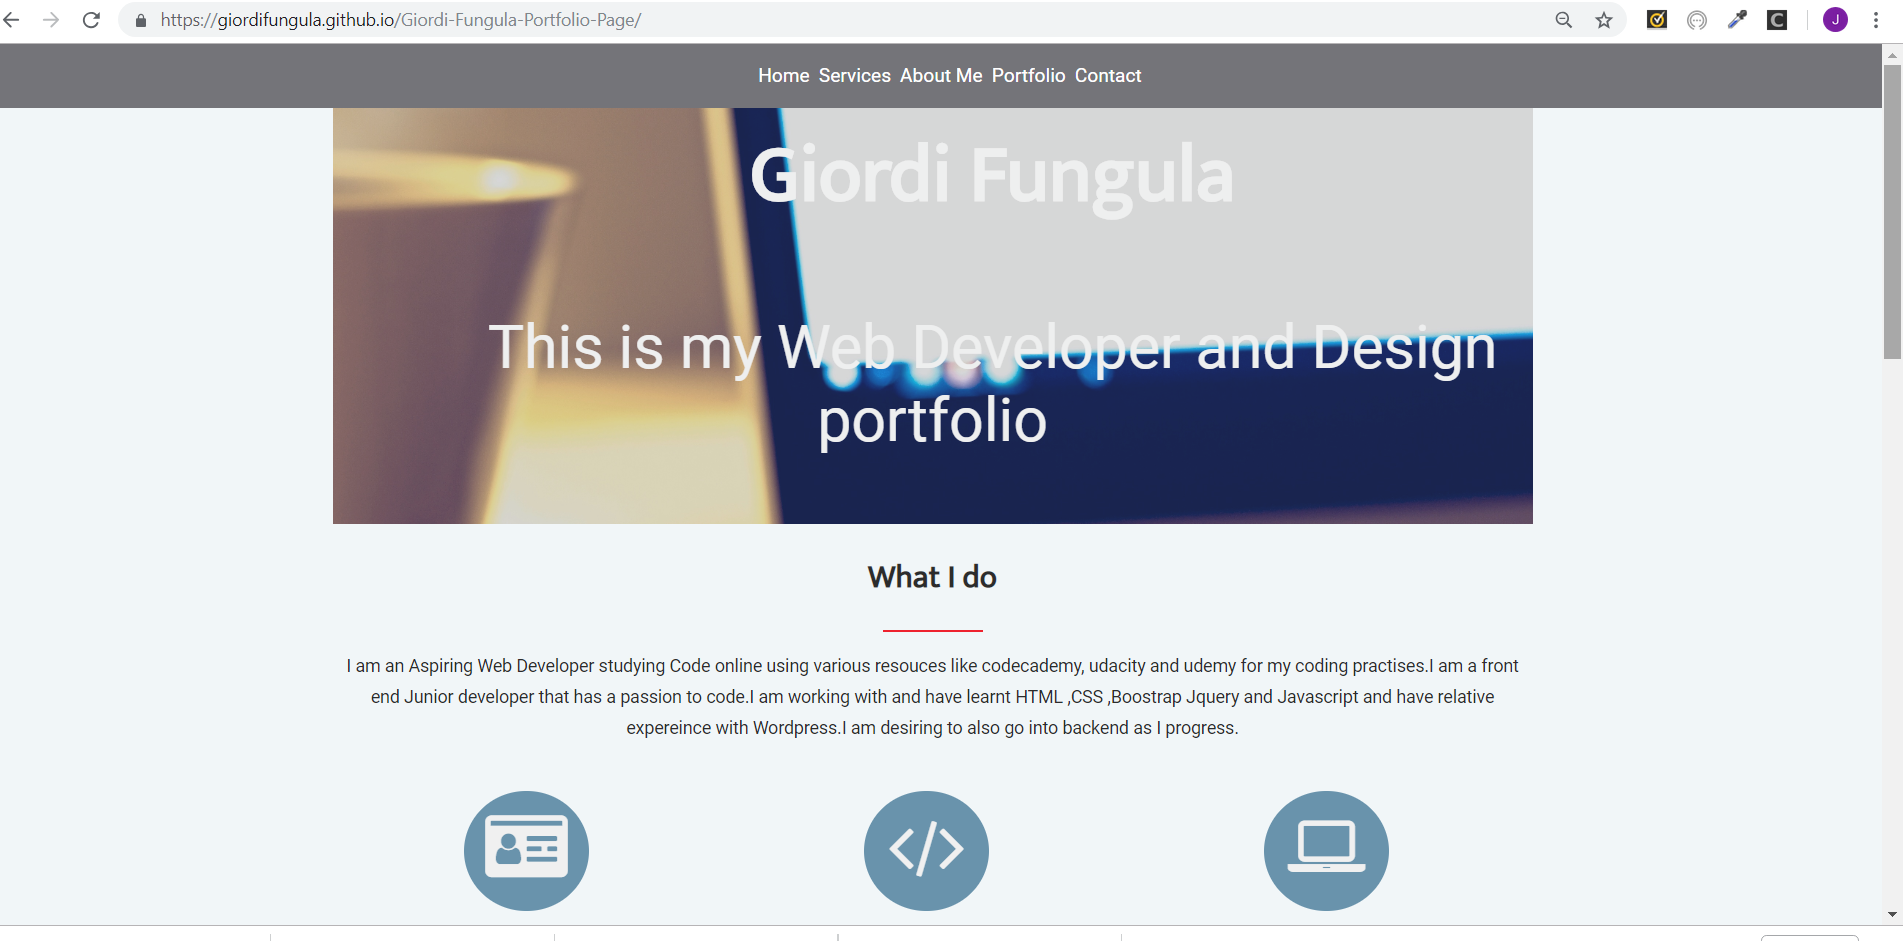 https://giordifungula.github.io/Giordi-Fungula-Portfolio-Page/
J
Home Services About Me Portfolio Contact
Giordi Fungula
This is my Web Developer and Design
portfolio
What I do
I am an Aspiring Web Developer studying Code online using various resouces like codecademy, udacity and udemy for my coding practises.I am a front
end Junior developer that has a passion to code.I am working with and have learnt HTML ,CSS ,Boostrap Jquery and Javascript and have relative
expereince with Wordpress.I am desiring to also go into backend as I progress.